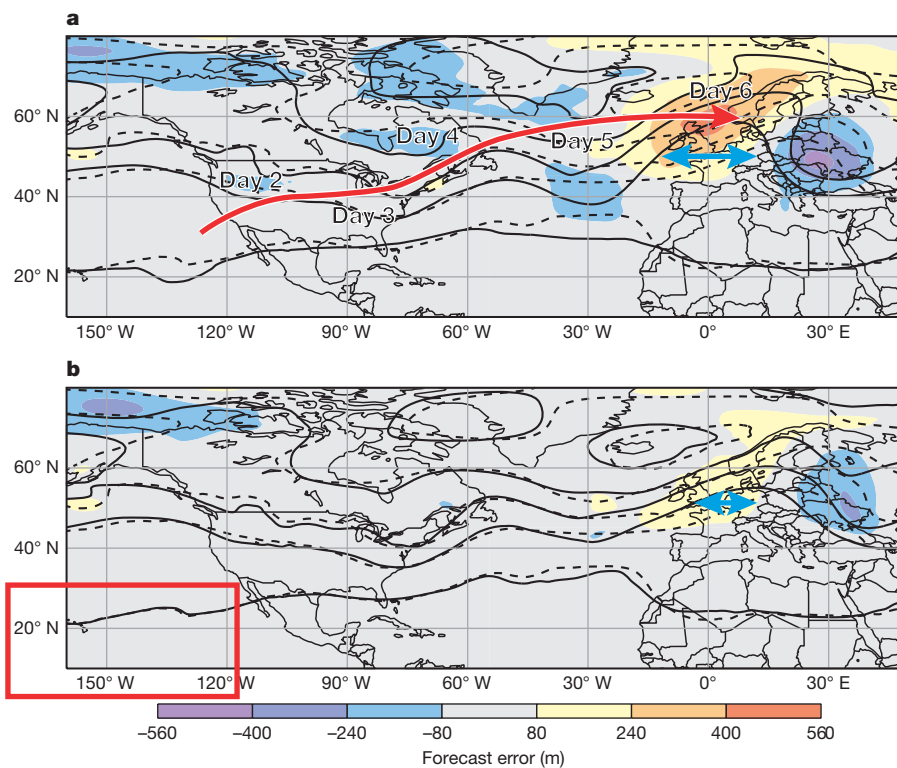 a
60° N
40° N
20° N
Day 6
Day 4
Day 5
Day 2
Day 3
150° W 120° W 90° W 60° W 30° W 0° 30° E
b
60° N
40° N
20° N
150° W 120° W 90° W 60° W 30° W 0° 30° E
–560 –400 –240 –80 80 240 400 560
Forecast error (m)